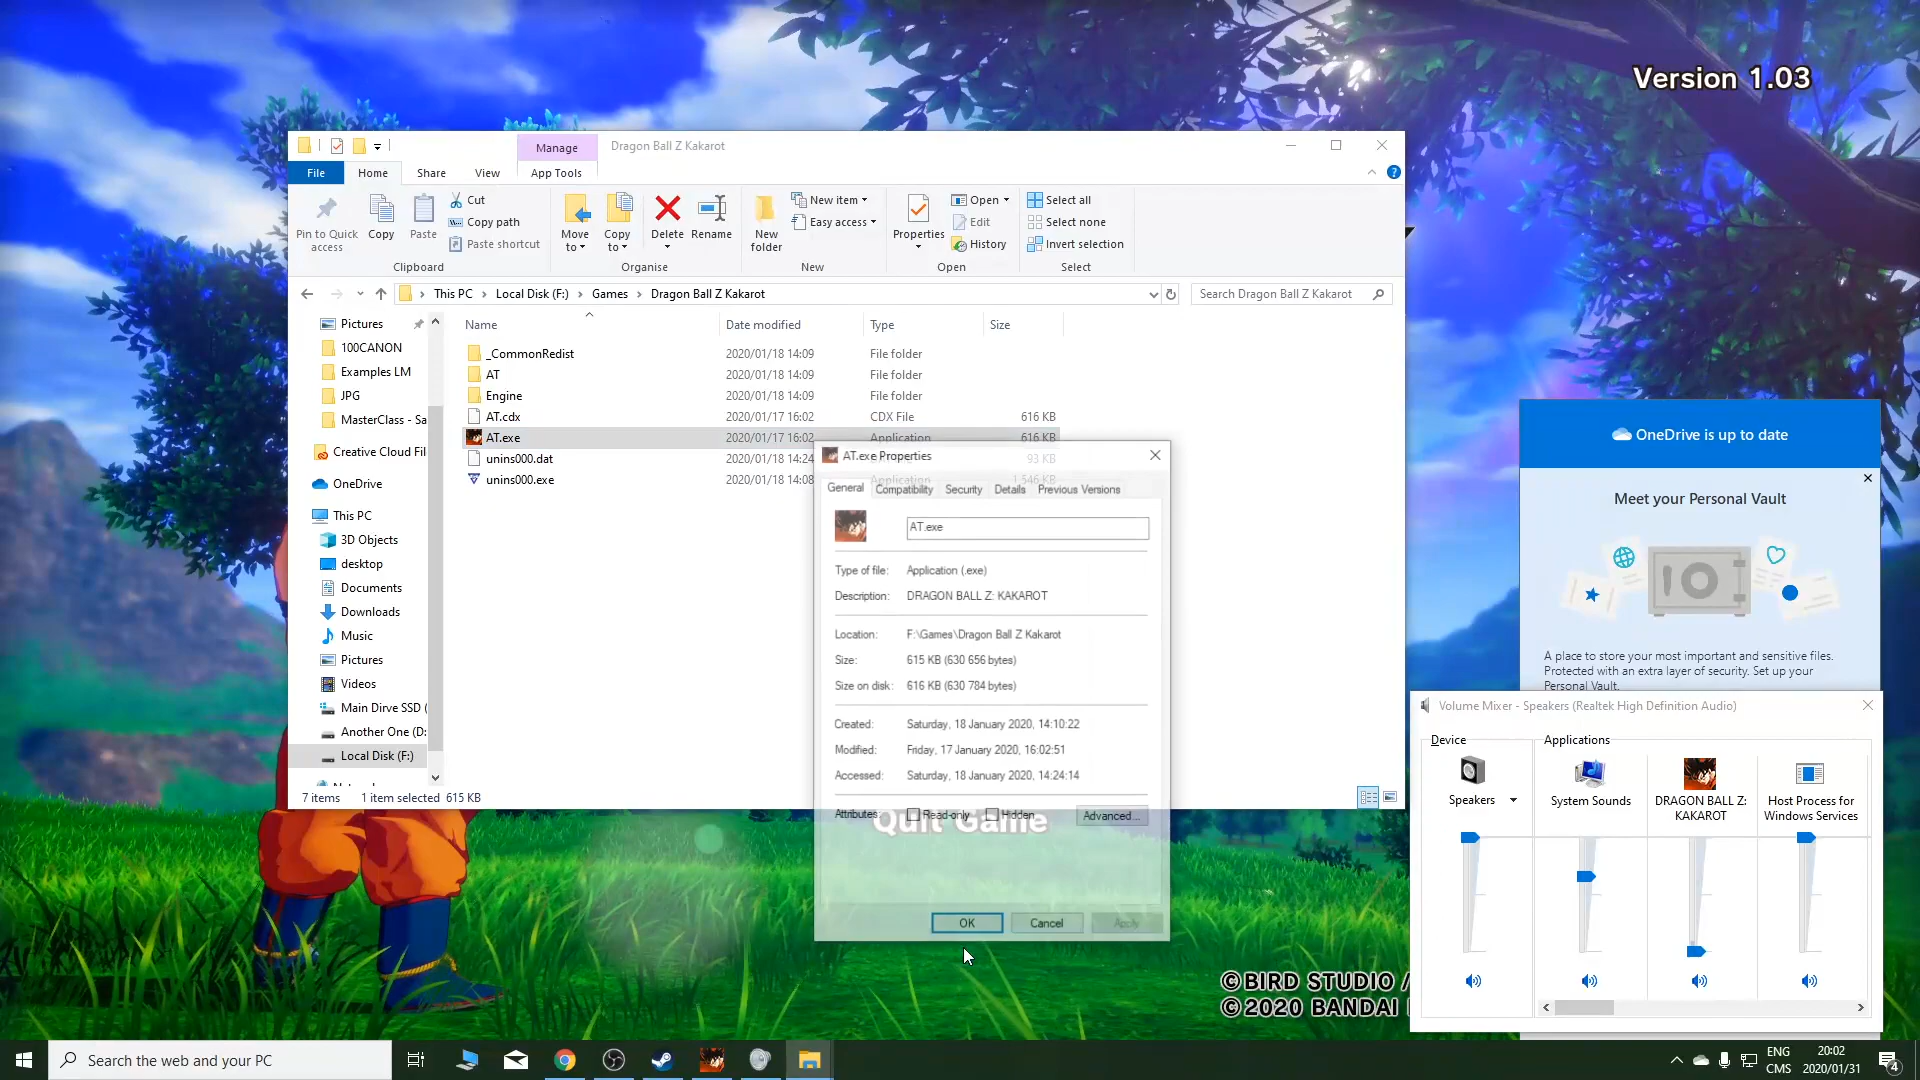 Version 1.03
Manage
Dragon Ball Z Kakarot
File
Home
Share
View
App Tools
Pin to Quick access
Copy
Paste
Cut
Copy path
Paste shortcut
Clipboard
Move to
Copy to
Delete
Rename
Organise
New folder
New item
Easy access
New
Properties
Open
Edit
History
Open
Select all
Select none
Invert selection
Select
This PC
Local Disk (F:)
Games
Dragon Ball Z Kakarot
Search Dragon Ball Z Kakarot
Pictures
100CANON
Examples LM
JPG
MasterClass - Sa
Creative Cloud Fil
OneDrive
This PC
3D Objects
desktop
Documents
Downloads
Music
Pictures
Videos
Main Dirve SSD (
Another One (D:
Local Disk (F:)
Name Date modified Type Size
_CommonRedist 2020/01/18 14:09 File folder
AT 2020/01/18 14:09 File folder
Engine 2020/01/18 14:09 File folder
AT.cdx 2020/01/17 16:02 CDX File 616 KB
AT.exe 2020/01/17 16:02 Application 616 KB
unins000.dat 2020/01/18 14:24 93 KB
unins000.exe 2020/01/18 14:08 Application 1 546 KB
7 items 1 item selected 615 KB
AT.exe Properties
General Compatibility Security Details Previous Versions
AT.exe
Type of file: Application (.exe)
Description: DRAGON BALL Z: KAKAROT
Location: F:\Games\Dragon Ball Z Kakarot
Size: 615 KB (630 656 bytes)
Size on disk: 616 KB (630 784 bytes)
Created: Saturday, 18 January 2020, 14:10:22
Modified: Friday, 17 January 2020, 16:02:51
Accessed: Saturday, 18 January 2020, 14:24:14
Attributes: Read-only Hidden Advanced...
Quit Game
OK Cancel Apply
OneDrive is up to date
Meet your Personal Vault
A place to store your most important and sensitive files.
Protected with an extra layer of security. Set up your
Personal Vault.
Volume Mixer - Speakers (Realtek High Definition Audio)
Device
Applications
Speakers
System Sounds
DRAGON BALL Z: KAKAROT
Host Process for Windows Services
©BIRD STUDIO /
©2020 BANDAI
Search the web and your PC
ENG
CMS
20:02
2020/01/31
4